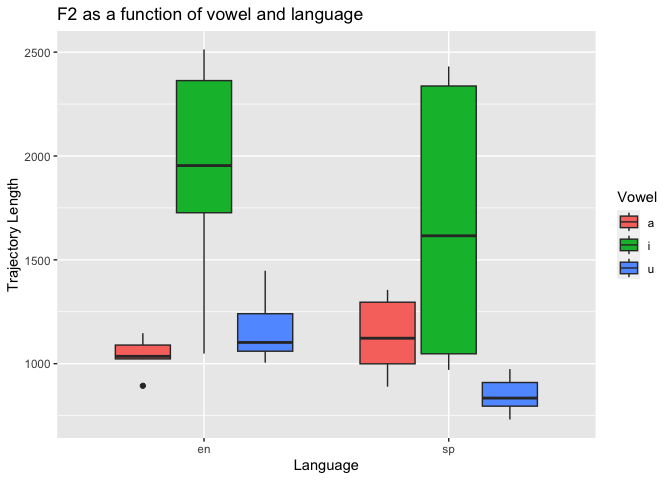 F2 as a function of vowel and language
2500
2000
1500
1000
Trajectory Length
en
sp
Language
Vowel
a
i
u